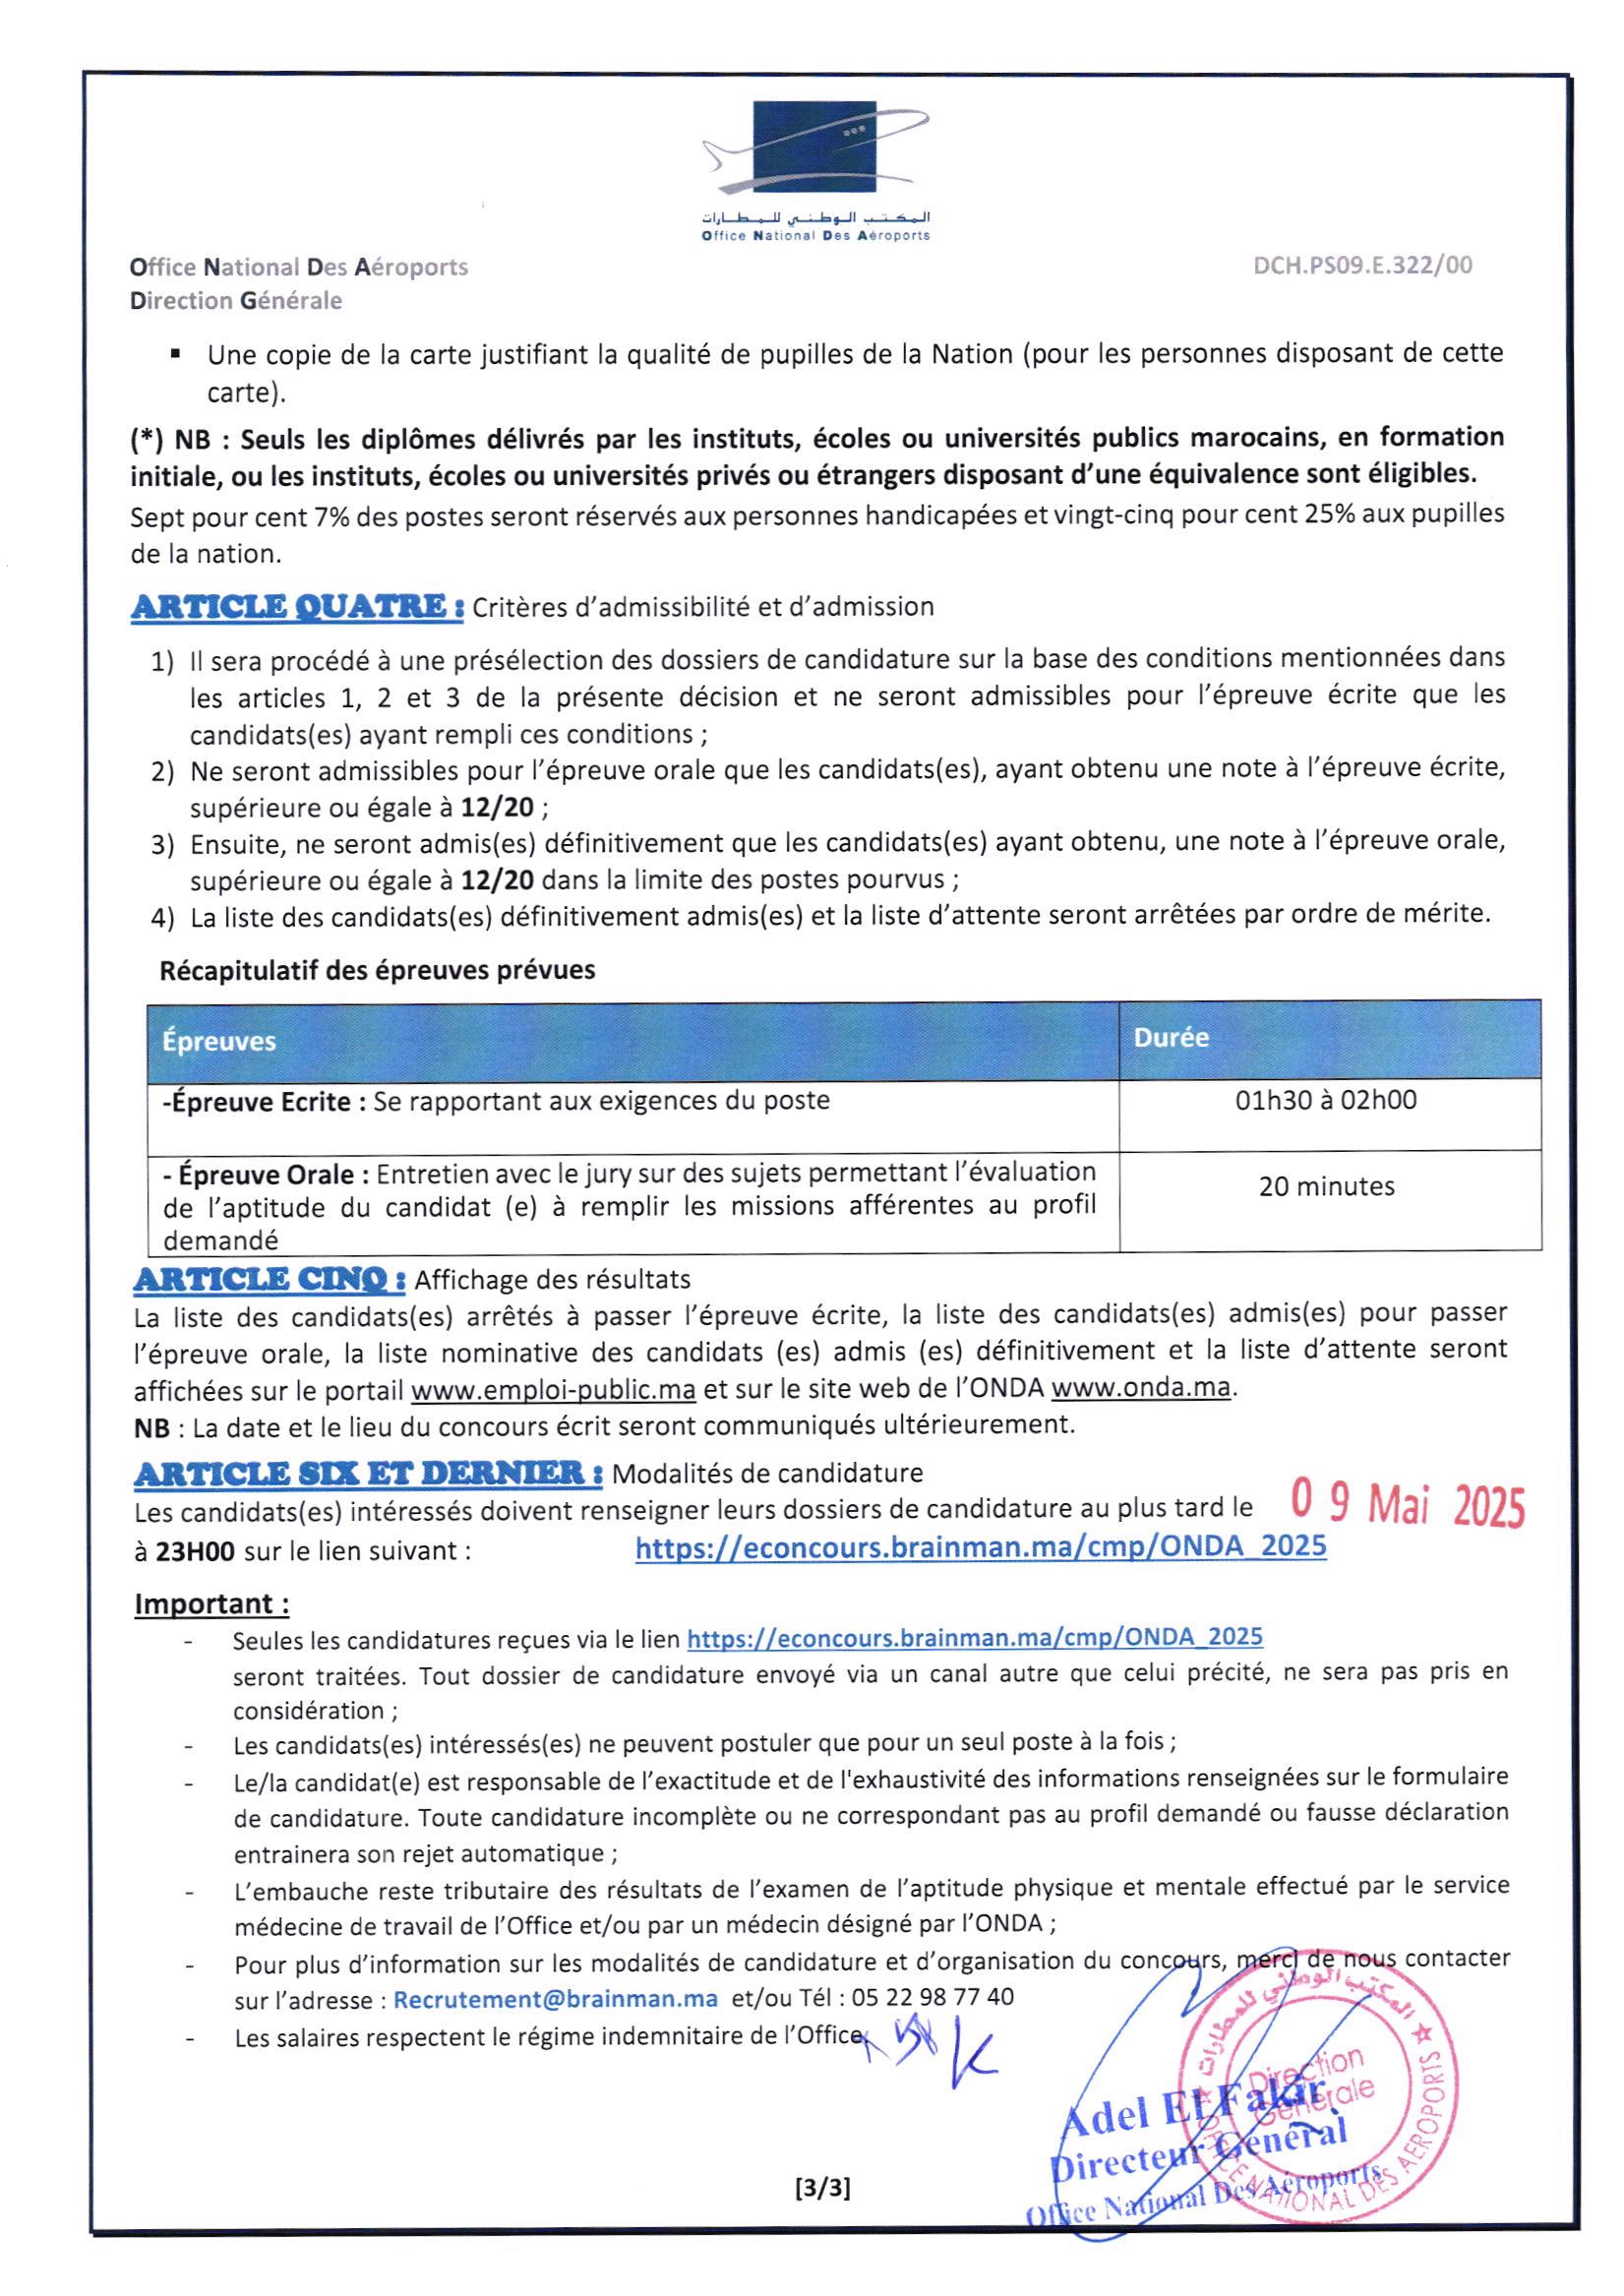 المكتب الوطني للمطارات
Office National Des Aéroports
Office National Des Aéroports
DCH.PS09.E.322/00
Direction Générale
▪ Une copie de la carte justifiant la qualité de pupilles de la Nation (pour les personnes disposant de cette
carte).
(*) NB : Seuls les diplômes délivrés par les instituts, écoles ou universités publics marocains, en formation
initiale, ou les instituts, écoles ou universités privés ou étrangers disposant d’une équivalence sont éligibles.
Sept pour cent 7% des postes seront réservés aux personnes handicapées et vingt-cinq pour cent 25% aux pupilles
de la nation.
ARTICLE QUATRE : Critères d’admissibilité et d’admission
1) Il sera procédé à une présélection des dossiers de candidature sur la base des conditions mentionnées dans
les articles 1, 2 et 3 de la présente décision et ne seront admissibles pour l’épreuve écrite que les
candidats(es) ayant rempli ces conditions ;
2) Ne seront admissibles pour l’épreuve orale que les candidats(es), ayant obtenu une note à l’épreuve écrite,
supérieure ou égale à 12/20 ;
3) Ensuite, ne seront admis(es) définitivement que les candidats(es) ayant obtenu, une note à l’épreuve orale,
supérieure ou égale à 12/20 dans la limite des postes pourvus ;
4) La liste des candidats(es) définitivement admis(es) et la liste d’attente seront arrêtées par ordre de mérite.
Récapitulatif des épreuves prévues
Épreuves
Durée
-Épreuve Ecrite : Se rapportant aux exigences du poste
01h30 à 02h00
- Épreuve Orale : Entretien avec le jury sur des sujets permettant l’évaluation
de l’aptitude du candidat (e) à remplir les missions afférentes au profil
demandé
20 minutes
ARTICLE CINQ : Affichage des résultats
La liste des candidats(es) arrêtés à passer l’épreuve écrite, la liste des candidats(es) admis(es) pour passer
l’épreuve orale, la liste nominative des candidats (es) admis (es) définitivement et la liste d’attente seront
affichées sur le portail www.emploi-public.ma et sur le site web de l’ONDA www.onda.ma.
NB : La date et le lieu du concours écrit seront communiqués ultérieurement.
ARTICLE SIX ET DERNIER : Modalités de candidature
Les candidats(es) intéressés doivent renseigner leurs dossiers de candidature au plus tard le 09 Mai 2025
à 23H00 sur le lien suivant : https://econcours.brainman.ma/cmp/ONDA_2025
Important :
- Seules les candidatures reçues via le lien https://econcours.brainman.ma/cmp/ONDA_2025
seront traitées. Tout dossier de candidature envoyé via un canal autre que celui précité, ne sera pas pris en
considération ;
- Les candidats(es) intéressés(es) ne peuvent postuler que pour un seul poste à la fois ;
- Le/la candidat(e) est responsable de l’exactitude et de l'exhaustivité des informations renseignées sur le formulaire
de candidature. Toute candidature incomplète ou ne correspondant pas au profil demandé ou fausse déclaration
entrainera son rejet automatique ;
- L’embauche reste tributaire des résultats de l’examen de l’aptitude physique et mentale effectué par le service
médecine de travail de l’Office et/ou par un médecin désigné par l’ONDA ;
- Pour plus d’information sur les modalités de candidature et d’organisation du concours, merci de nous contacter
sur l’adresse : Recrutement@brainman.ma et/ou Tél : 05 22 98 77 40
- Les salaires respectent le régime indemnitaire de l’Office.
المكتب الوطني للمطارات
Direction
Générale
OFFICE NATIONAL DES AEROPORTS
Adel El Fakir
Directeur Général
Office National Des Aéroports
[3/3]